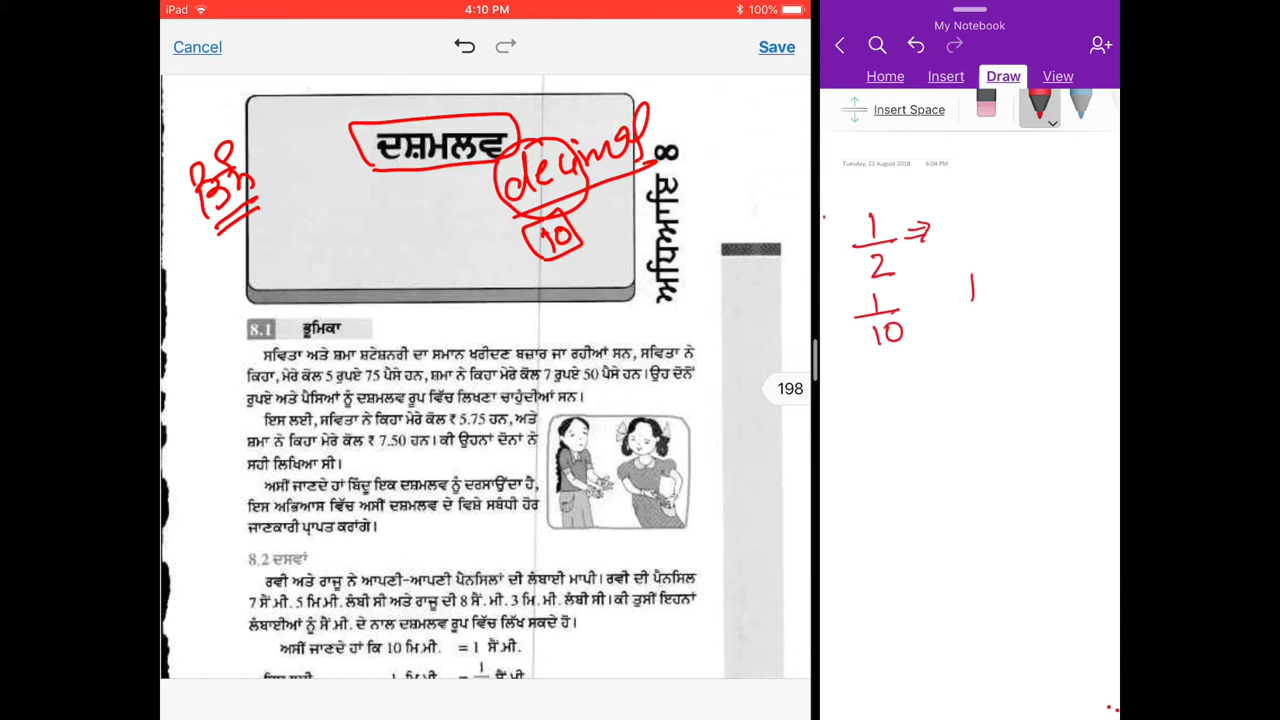 iPad
4:10 PM
100%
Cancel
Save
ਦਸ਼ਮਲਵ
decimal
10
ਅਧਿਆਇ 8
8.1 ਭੂਮਿਕਾ
ਸਵਿਤਾ ਅਤੇ ਸ਼ਮਾ ਸ਼ਟੇਸ਼ਨਰੀ ਦਾ ਸਮਾਨ ਖਰੀਦਣ ਬਜ਼ਾਰ ਜਾ ਰਹੀਆਂ ਸਨ, ਸਵਿਤਾ ਨੇ
ਕਿਹਾ, ਮੇਰੇ ਕੋਲ 5 ਰੁਪਏ 75 ਪੈਸੇ ਹਨ, ਸ਼ਮਾ ਨੇ ਕਿਹਾ ਮੇਰੇ ਕੋਲ 7 ਰੁਪਏ 50 ਪੈਸੇ ਹਨ। ਉਹ ਦੋਨੋਂ
ਰੁਪਏ ਅਤੇ ਪੈਸਿਆਂ ਨੂੰ ਦਸ਼ਮਲਵ ਰੂਪ ਵਿੱਚ ਲਿਖਣਾ ਚਾਹੁੰਦੀਆਂ ਸਨ।
ਇਸ ਲਈ, ਸਵਿਤਾ ਨੇ ਕਿਹਾ ਮੇਰੇ ਕੋਲ ₹ 5.75 ਹਨ, ਅਤੇ
ਸ਼ਮਾ ਨੇ ਕਿਹਾ ਮੇਰੇ ਕੋਲ ₹ 7.50 ਹਨ। ਕੀ ਉਹਨਾਂ ਦੋਨਾਂ ਨੇ
ਸਹੀ ਲਿਖਿਆ ਸੀ।
ਅਸੀਂ ਜਾਣਦੇ ਹਾਂ ਬਿੰਦੂ ਇਕ ਦਸ਼ਮਲਵ ਨੂੰ ਦਰਸਾਉਂਦਾ ਹੈ,
ਇਸ ਅਭਿਆਸ ਵਿੱਚ ਅਸੀਂ ਦਸ਼ਮਲਵ ਦੇ ਵਿਸ਼ੇ ਸਬੰਧੀ ਹੋਰ
ਜਾਣਕਾਰੀ ਪ੍ਰਾਪਤ ਕਰਾਂਗੇ।
8.2 ਦਸਵਾਂ
ਰਵੀ ਅਤੇ ਰਾਜੂ ਨੇ ਆਪਣੀ-ਆਪਣੀ ਪੈਨਸਿਲਾਂ ਦੀ ਲੰਬਾਈ ਮਾਪੀ। ਰਵੀ ਦੀ ਪੈਨਸਿਲ
7 ਸੈਂ ਮੀ. 5 ਮਿ ਮੀ. ਲੰਬੀ ਸੀ ਅਤੇ ਰਾਜੂ ਦੀ 8 ਸੈਂ. ਮੀ. 3 ਮਿ. ਮੀ. ਲੰਬੀ ਸੀ। ਕੀ ਤੁਸੀਂ ਇਹਨਾਂ
ਲੰਬਾਈਆਂ ਨੂੰ ਸੈਂ ਮੀ. ਦੇ ਨਾਲ ਦਸ਼ਮਲਵ ਰੂਪ ਵਿੱਚ ਲਿੱਖ ਸਕਦੇ ਹੋ।
ਅਸੀਂ ਜਾਣਦੇ ਹਾਂ ਕਿ 10 ਮਿ.ਮੀ. = 1 ਸੈਂ.ਮੀ.
198
My Notebook
Home Insert Draw View
Insert Space
Tuesday, 21 August 2018 6:04 PM
1/2 ⇒
1/10
1